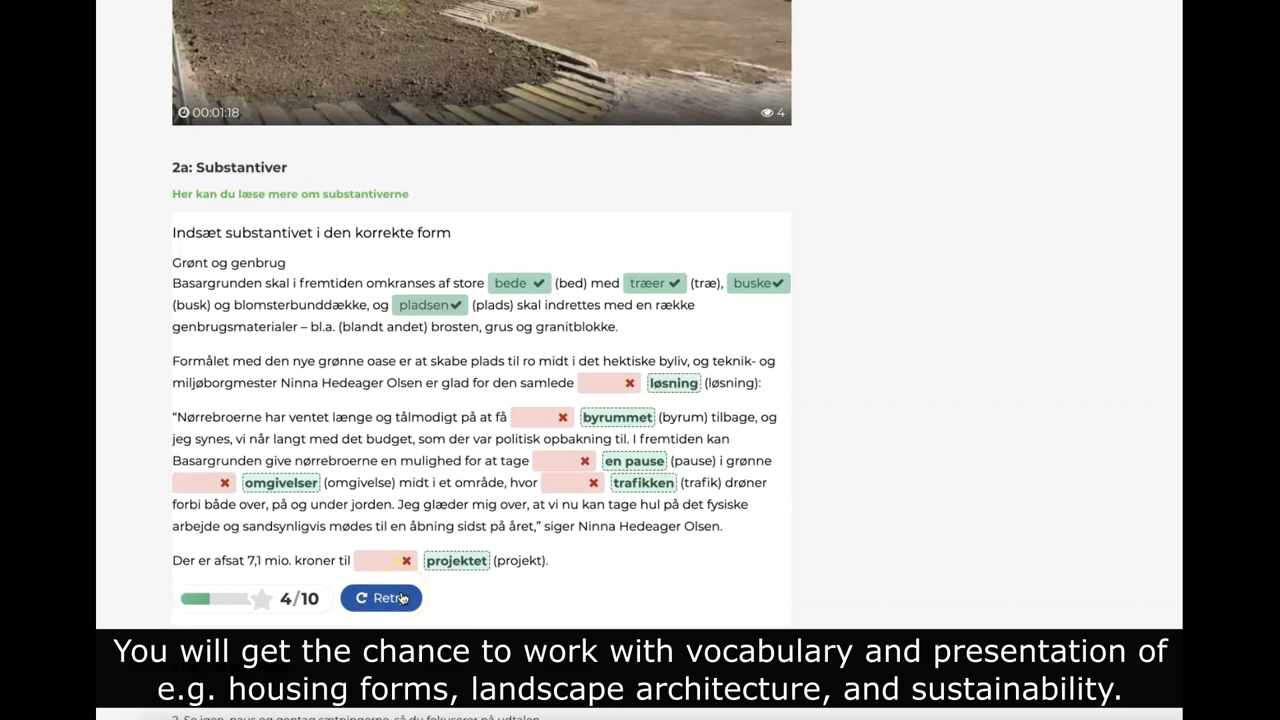 00:01:18
4
2a: Substantiver
Her kan du læse mere om substantiverne
Indsæt substantivet i den korrekte form
Grønt og genbrug
Basargrunden skal i fremtiden omkranses af store bede (bed) med træer (træ), buske
(busk) og blomsterbunddække, og pladsen (plads) skal indrettes med en række
genbrugsmaterialer – bl.a. (blandt andet) brosten, grus og granitblokke.
Formålet med den nye grønne oase er at skabe plads til ro midt i det hektiske byliv, og teknik- og
miljøborgmester Ninna Hedeager Olsen er glad for den samlede løsning (løsning):
“Nørrebroerne har ventet længe og tålmodigt på at få byrummet (byrum) tilbage, og
jeg synes, vi når langt med det budget, som der var politisk opbakning til. I fremtiden kan
Basargrunden give nørrebroerne en mulighed for at tage en pause (pause) i grønne
omgivelser (omgivelse) midt i et område, hvor trafikken (trafik) drøner
forbi både over, på og under jorden. Jeg glæder mig over, at vi nu kan tage hul på det fysiske
arbejde og sandsynligvis mødes til en åbning sidst på året,” siger Ninna Hedeager Olsen.
Der er afsat 7,1 mio. kroner til projektet (projekt).
4/10 Retry
You will get the chance to work with vocabulary and presentation of
e.g. housing forms, landscape architecture, and sustainability.